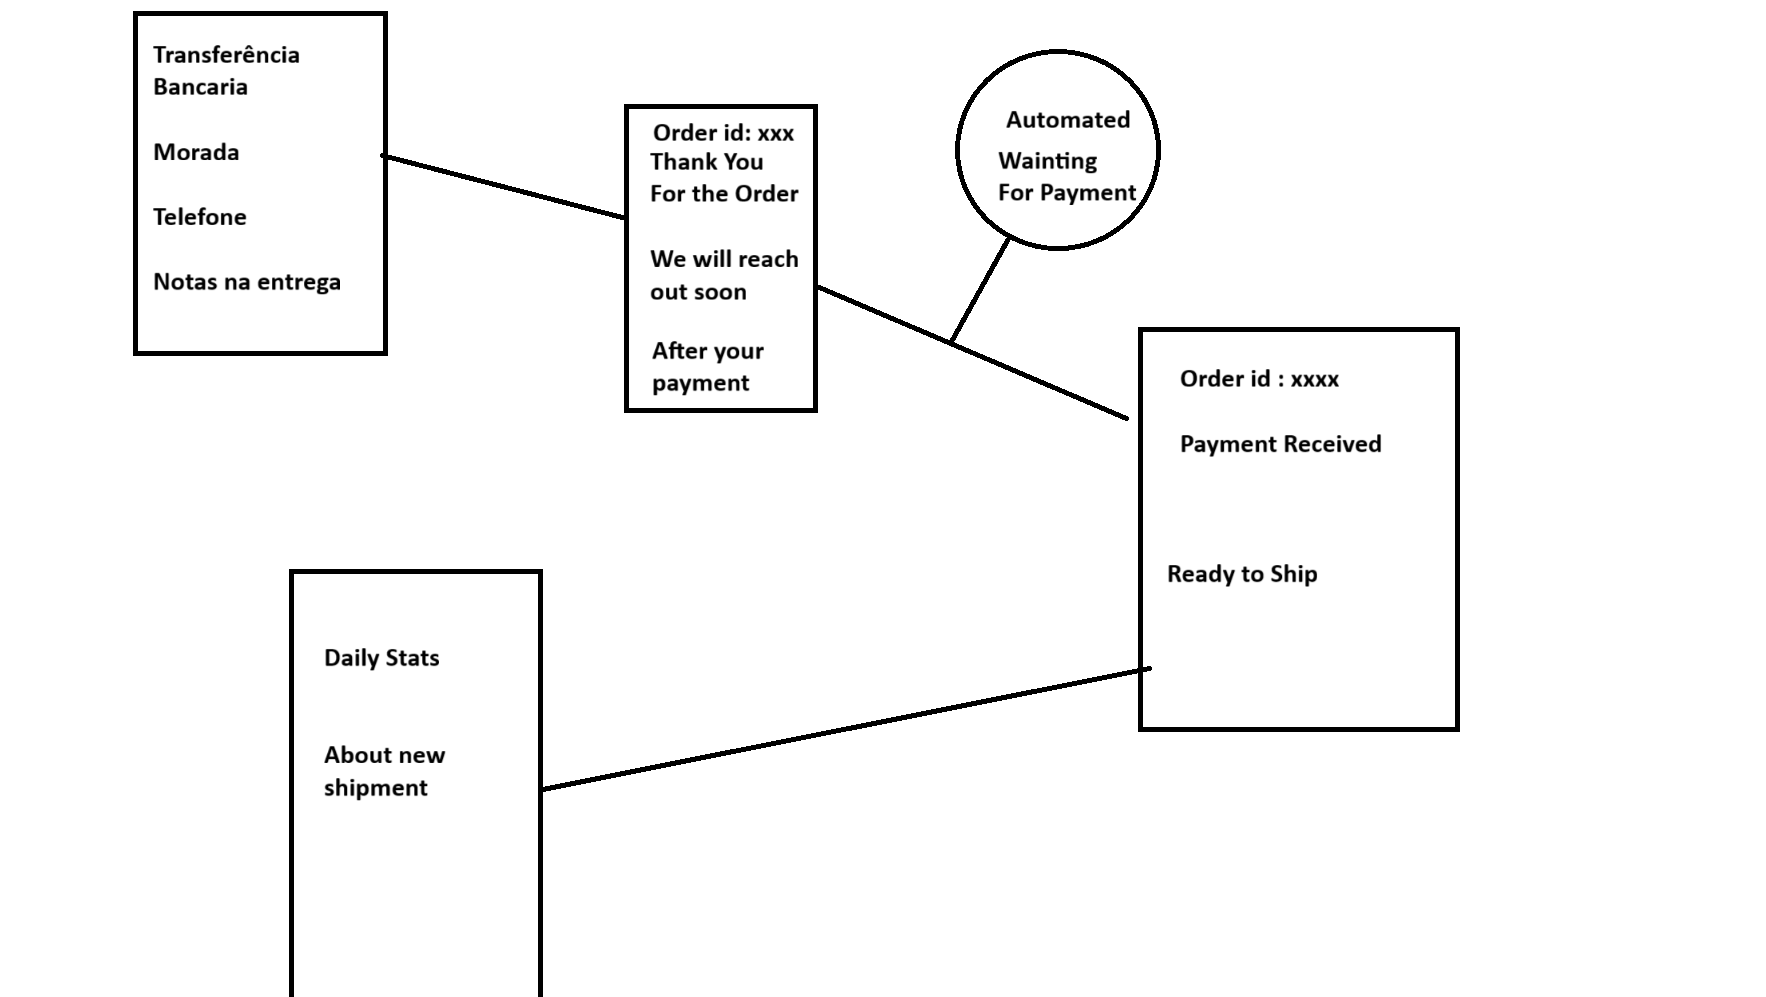 Transferência
Bancaria
Morada
Telefone
Notas na entrega
Order id: xxx
Thank You
For the Order
We will reach
out soon
After your
payment
Automated
Wainting
For Payment
Order id : xxxx
Payment Received
Ready to Ship
Daily Stats
About new
shipment